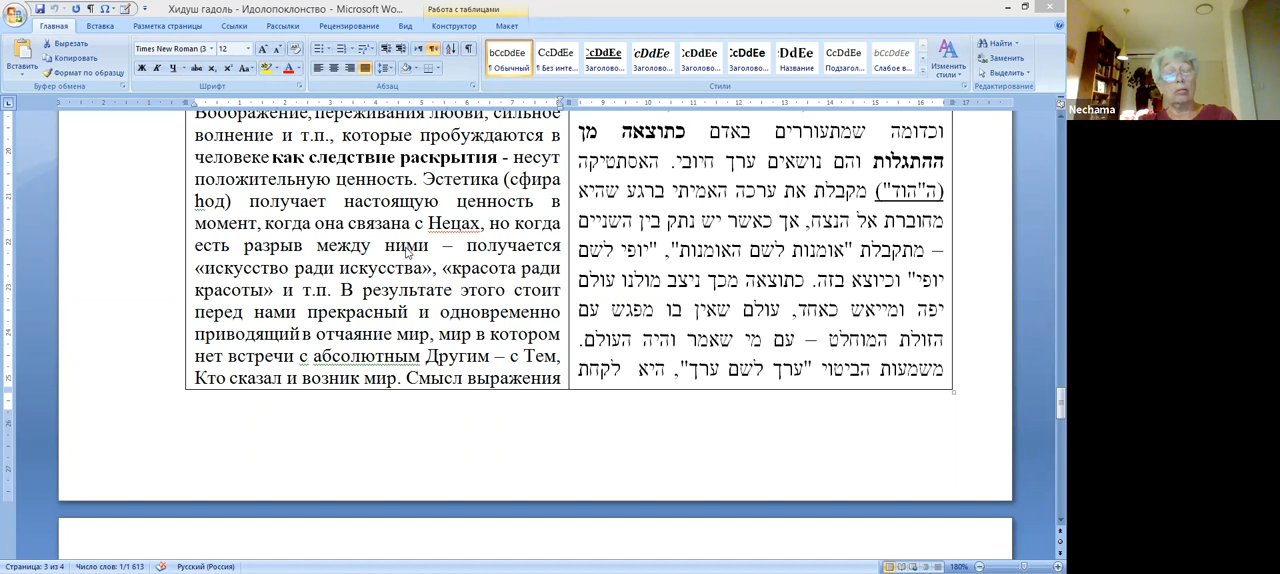 Хидуш гадоль - Идолопоклонство - Microsoft Wo...
Работа с таблицами
Главная Вставка Разметка страницы Ссылки Рассылки Рецензирование Вид Конструктор Макет
Вставить
Вырезать
Копировать
Формат по образцу
Буфер обмена
Times New Roman (З 12
Шрифт
Абзац
¶ Обычный
¶ Без инте...
Заголово...
Заголово...
Заголово...
Заголово...
Название
Подзагол...
Слабое в...
Стили
Изменить стили
Найти
Заменить
Выделить
Редактирование
Nechama
Воображение, переживания любви, сильное
волнение и т.п., которые пробуждаются в
человеке как следствие раскрытия - несут
положительную ценность. Эстетика (сфира
hод) получает настоящую ценность в
момент, когда она связана с Нецах, но когда
есть разрыв между ними – получается
«искусство ради искусства», «красота ради
красоты» и т.п. В результате этого стоит
перед нами прекрасный и одновременно
приводящий в отчаяние мир, мир в котором
нет встречи с абсолютным Другим – с Тем,
Кто сказал и возник мир. Смысл выражения
וכדומה שמתעוררים באדם כתוצאה מן
ההתגלות והם נושאים ערך חיובי. האסתטיקה
(ה"הוד") מקבלת את ערכה האמיתי ברגע שהיא
מחוברת אל הנצח, אך כאשר יש נתק בין השניים
– מתקבלת "אומנות לשם האומנות", "יופי לשם
יופי" וכיוצא בזה. כתוצאה מכך ניצב מולנו עולם
יפה ומייאש כאחד, עולם שאין בו מפגש עם
הזולת המוחלט – עם מי שאמר והיה העולם.
משמעות הביטוי "ערך לשם ערך", היא לקחת
Страница: 3 из 4 Число слов: 1/1 613 Русский (Россия) 180%